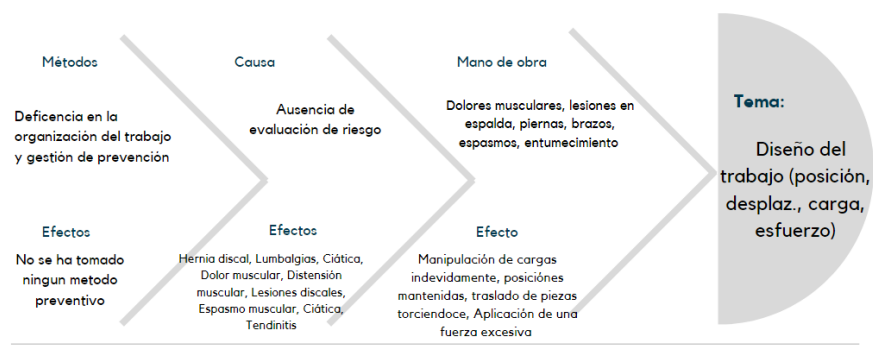 Métodos
Deficencia en la
organización del trabajo
y gestión de prevención
Efectos
No se ha tomado
ningun metodo
preventivo
Causa
Ausencia de
evaluación de riesgo
Efectos
Hernia discal, Lumbalgias, Ciática,
Dolor muscular, Distensión
muscular, Lesiones discales,
Espasmo muscular, Ciática,
Tendinitis
Mano de obra
Dolores musculares, lesiones en
espalda, piernas, brazos,
espasmos, entumecimiento
Efecto
Manipulación de cargas
indevidamente, posiciónes
mantenidas, traslado de piezas
torciendoce, Aplicación de una
fuerza excesiva
Tema:
Diseño del
trabajo (posición,
desplaz., carga,
esfuerzo)